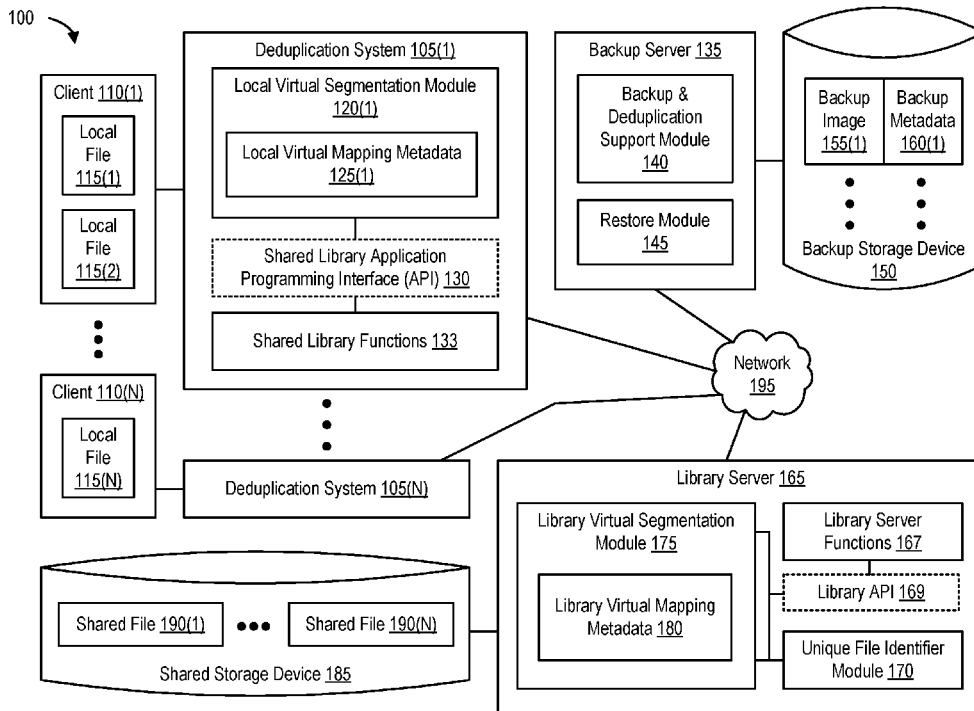 100
Client 110(1)
Local
File
115(1)
Local
File
115(2)
Client 110(N)
Local
File
115(N)
Deduplication System 105(1)
Local Virtual Segmentation Module
120(1)
Local Virtual Mapping Metadata
125(1)
Shared Library Application
Programming Interface (API) 130
Shared Library Functions 133
Deduplication System 105(N)
Backup Server 135
Backup &
Deduplication
Support Module
140
Restore Module
145
Backup
Image
155(1)
Backup
Metadata
160(1)
Backup Storage Device
150
Network
195
Library Server 165
Library Virtual Segmentation
Module 175
Library Virtual Mapping
Metadata 180
Library Server
Functions 167
Library API 169
Unique File Identifier
Module 170
Shared File 190(1)
Shared File 190(N)
Shared Storage Device 185